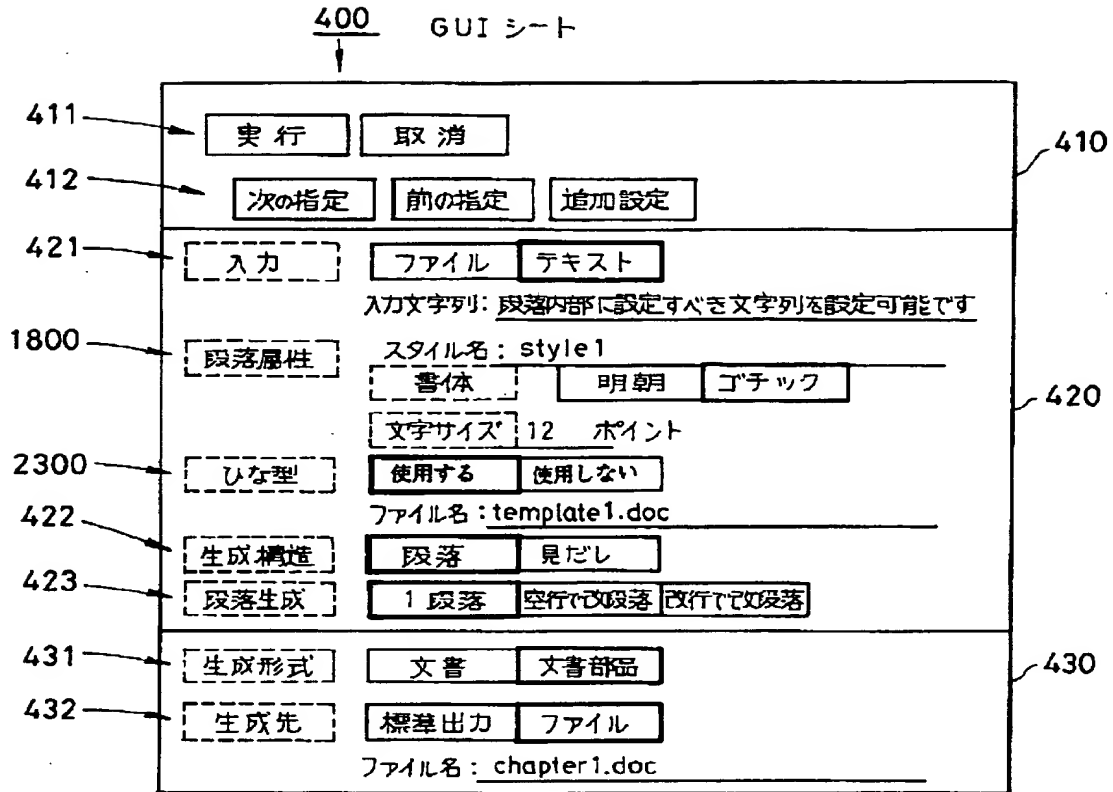 400 GUI シート
411 実行 取消
410
412 次の指定 前の指定 追加設定
421 入力 ファイル テキスト
入力文字列: 段落内部に設定すべき文字列を設定可能です
1800 段落属性 スタイル名: style1
書体 明朝 ゴチック
420
文字サイズ 12 ポイント
2300 ひな型 使用する 使用しない
ファイル名: template1.doc
422 生成構造 段落 見だし
423 段落生成 1段落 空行で改段落 改行で改段落
431 生成形式 文書 文書部品
430
432 生成先 標準出力 ファイル
ファイル名: chapter1.doc